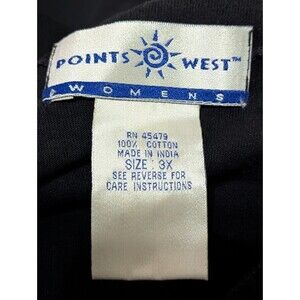 POINTS WEST™
WOMENS
RN 45479
100% COTTON
MADE IN INDIA
SIZE : 3X
SEE REVERSE FOR
CARE INSTRUCTIONS